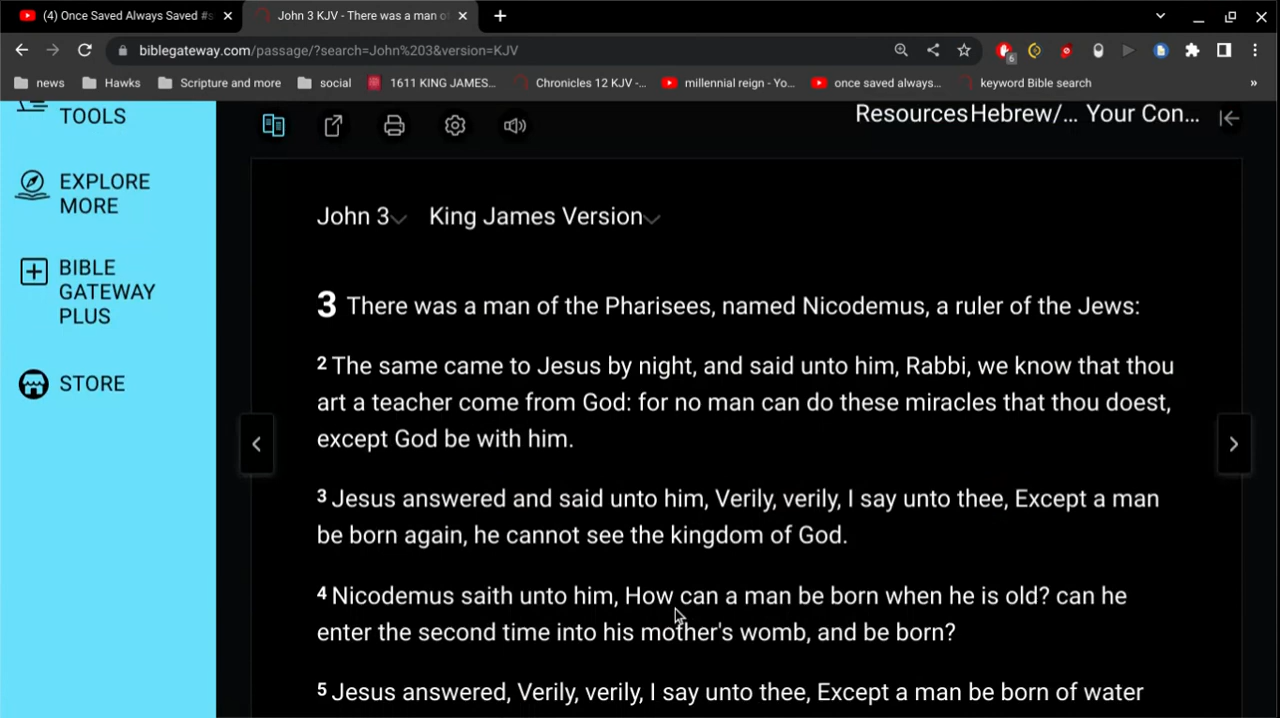 (4) Once Saved Always Saved #s
John 3 KJV - There was a man o
biblegateway.com/passage/?search=John%203&version=KJV
6
news
Hawks
Scripture and more
social
1611 KING JAMES...
Chronicles 12 KJV -...
millennial reign - Yo...
once saved always...
keyword Bible search
»
TOOLS
EXPLORE
MORE
BIBLE
GATEWAY
PLUS
STORE
Resources Hebrew/... Your Con...
John 3 King James Version
3 There was a man of the Pharisees, named Nicodemus, a ruler of the Jews:
2 The same came to Jesus by night, and said unto him, Rabbi, we know that thou
art a teacher come from God: for no man can do these miracles that thou doest,
except God be with him.
3 Jesus answered and said unto him, Verily, verily, I say unto thee, Except a man
be born again, he cannot see the kingdom of God.
4 Nicodemus saith unto him, How can a man be born when he is old? can he
enter the second time into his mother's womb, and be born?
5 Jesus answered, Verily, verily, I say unto thee, Except a man be born of water